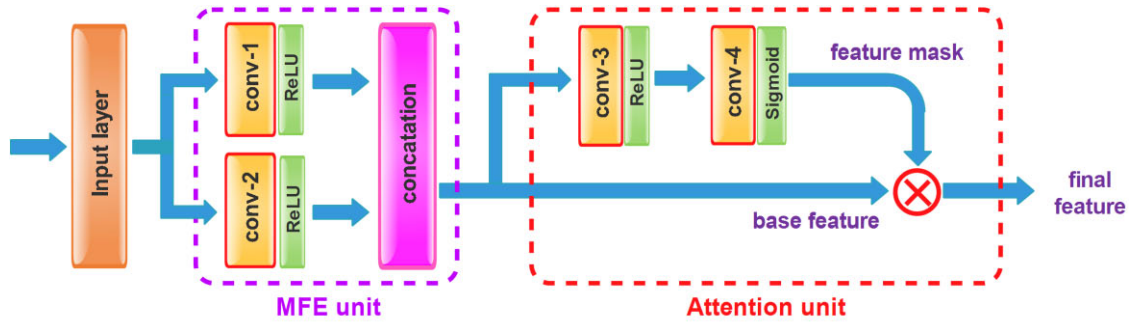 Input layer
conv-1
ReLU
conv-2
ReLU
concatation
MFE unit
conv-3
ReLU
conv-4
Sigmoid
feature mask
base feature
final
feature
Attention unit